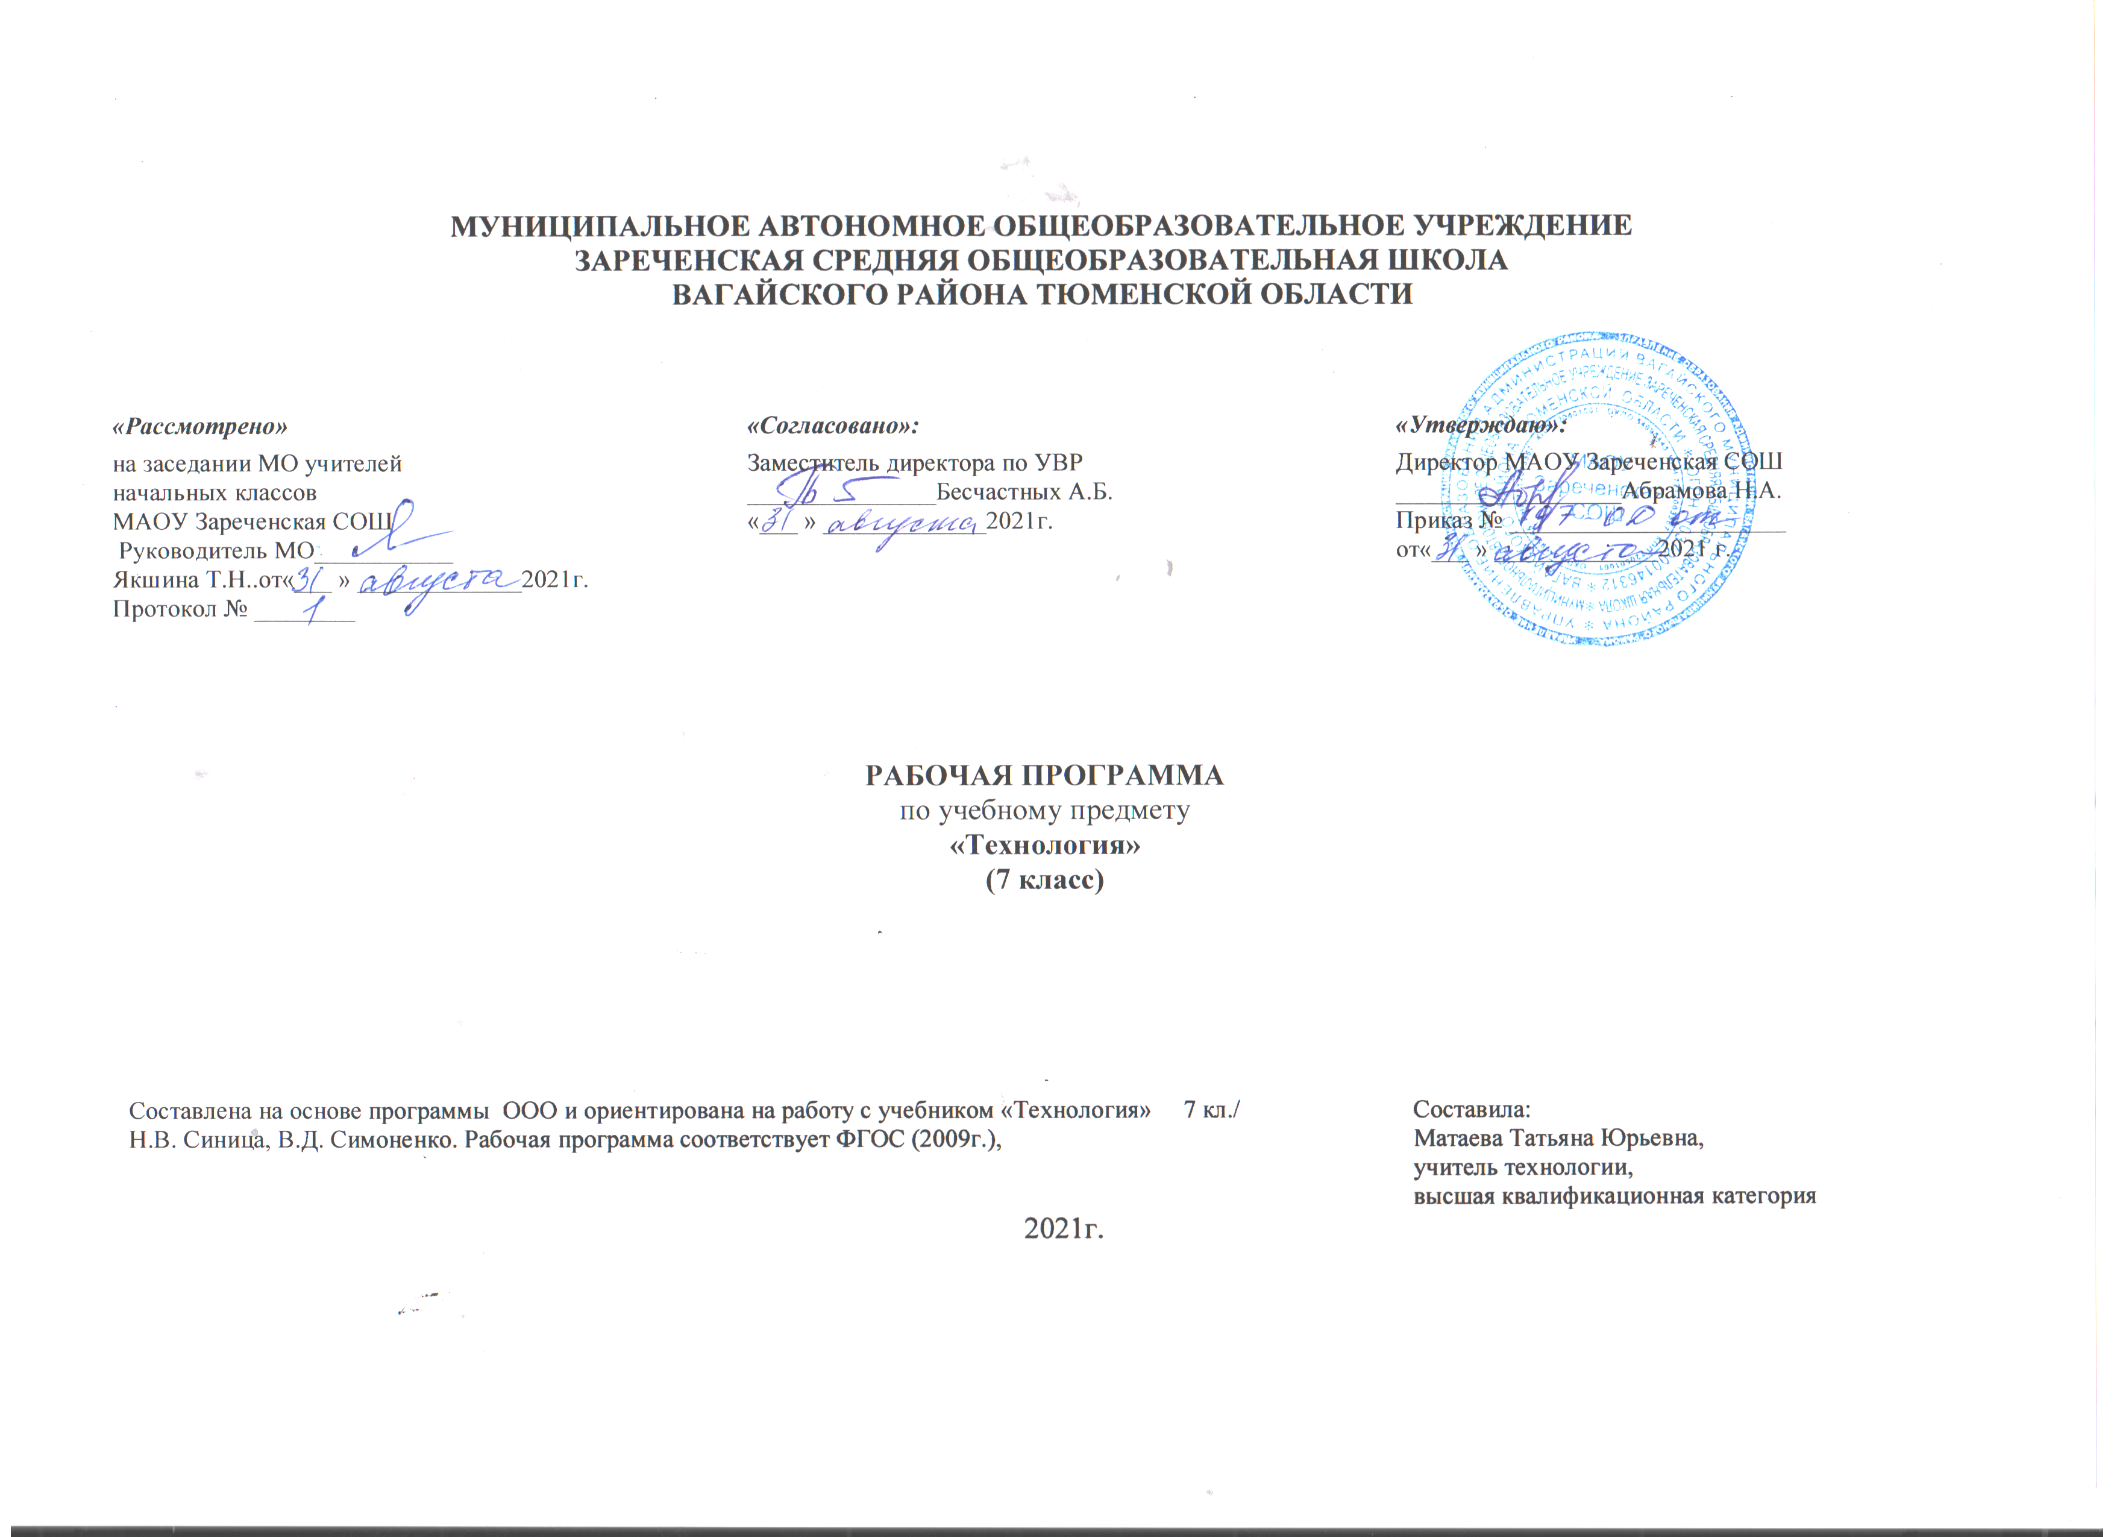 МУНИЦИПАЛЬНОЕ АВТОНОМНОЕ ОБЩЕОБРАЗОВАТЕЛЬНОЕ УЧРЕЖДЕНИЕ
ЗАРЕЧЕНСКАЯ СРЕДНЯЯ ОБЩЕОБРАЗОВАТЕЛЬНАЯ ШКОЛА
ВАГАЙСКОГО РАЙОНА ТЮМЕНСКОЙ ОБЛАСТИ
«Рассмотрено»
на заседании МО учителей
начальных классов
МАОУ Зареченская СОШ
Руководитель МО
Якшина Т.Н..от«31» августа 2021г.
Протокол № 1
«Согласовано»:
Заместитель директора по УВР
Бесчастных А.Б.
«31» августа 2021г.
«Утверждаю»:
Директор МАОУ Зареченская СОШ
Абрамова Н.А.
Приказ № 197 ОД от
от«31» августа 2021 г.
РАБОЧАЯ ПРОГРАММА
по учебному предмету
«Технология»
(7 класс)
Составлена на основе программы ООО и ориентирована на работу с учебником «Технология» 7 кл./
Н.В. Синица, В.Д. Симоненко. Рабочая программа соответствует ФГОС (2009г.),
Составила:
Матаева Татьяна Юрьевна,
учитель технологии,
высшая квалификационная категория
2021г.